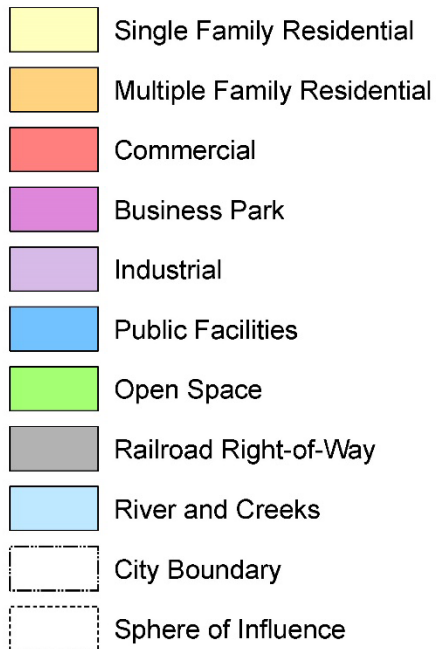 Single Family Residential
Multiple Family Residential
Commercial
Business Park
Industrial
Public Facilities
Open Space
Railroad Right-of-Way
River and Creeks
City Boundary
Sphere of Influence